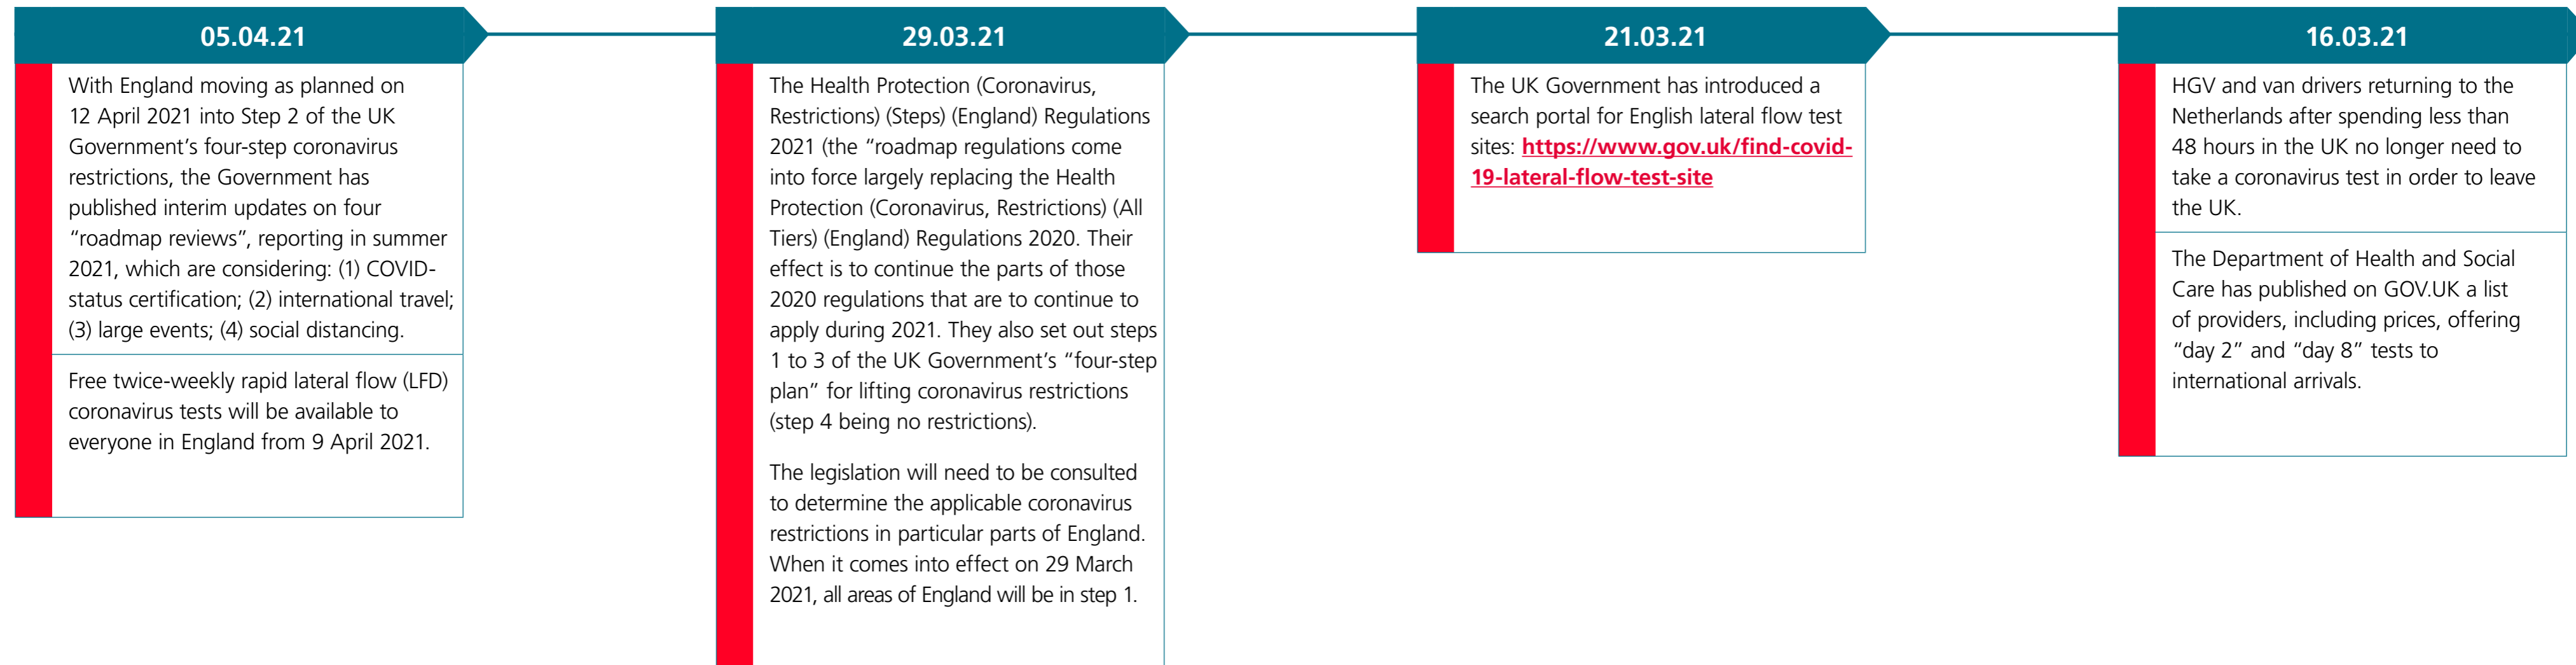 05.04.21
With England moving as planned on
12 April 2021 into Step 2 of the UK
Government’s four-step coronavirus
restrictions, the Government has
published interim updates on four
“roadmap reviews”, reporting in summer
2021, which are considering: (1) COVID-
status certification; (2) international travel;
(3) large events; (4) social distancing.
Free twice-weekly rapid lateral flow (LFD)
coronavirus tests will be available to
everyone in England from 9 April 2021.
29.03.21
The Health Protection (Coronavirus,
Restrictions) (Steps) (England) Regulations
2021 (the “roadmap regulations come
into force largely replacing the Health
Protection (Coronavirus, Restrictions) (All
Tiers) (England) Regulations 2020. Their
effect is to continue the parts of those
2020 regulations that are to continue to
apply during 2021. They also set out steps
1 to 3 of the UK Government’s “four-step
plan” for lifting coronavirus restrictions
(step 4 being no restrictions).
The legislation will need to be consulted
to determine the applicable coronavirus
restrictions in particular parts of England.
When it comes into effect on 29 March
2021, all areas of England will be in step 1.
21.03.21
The UK Government has introduced a
search portal for English lateral flow test
sites: https://www.gov.uk/find-covid-
19-lateral-flow-test-site
16.03.21
HGV and van drivers returning to the
Netherlands after spending less than
48 hours in the UK no longer need to
take a coronavirus test in order to leave
the UK.
The Department of Health and Social
Care has published on GOV.UK a list
of providers, including prices, offering
“day 2” and “day 8” tests to
international arrivals.